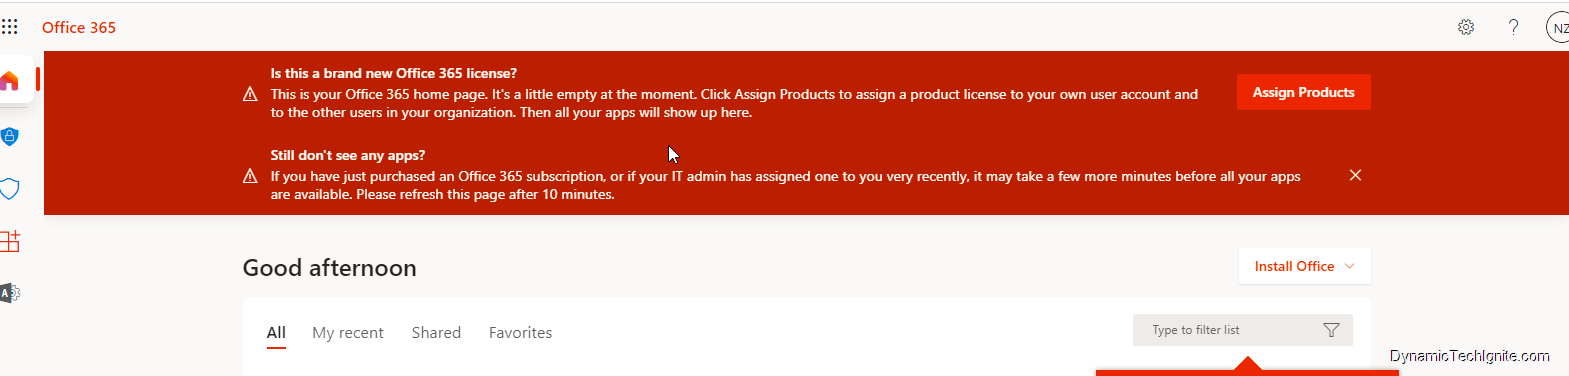 Office 365
?
NZ
Is this a brand new Office 365 license?
This is your Office 365 home page. It's a little empty at the moment. Click Assign Products to assign a product license to your own user account and
to the other users in your organization. Then all your apps will show up here.
Assign Products
Still don't see any apps?
If you have just purchased an Office 365 subscription, or if your IT admin has assigned one to you very recently, it may take a few more minutes before all your apps
are available. Please refresh this page after 10 minutes.
A
Good afternoon
Install Office
All My recent Shared Favorites
Type to filter list
DynamicTechIgnite.com